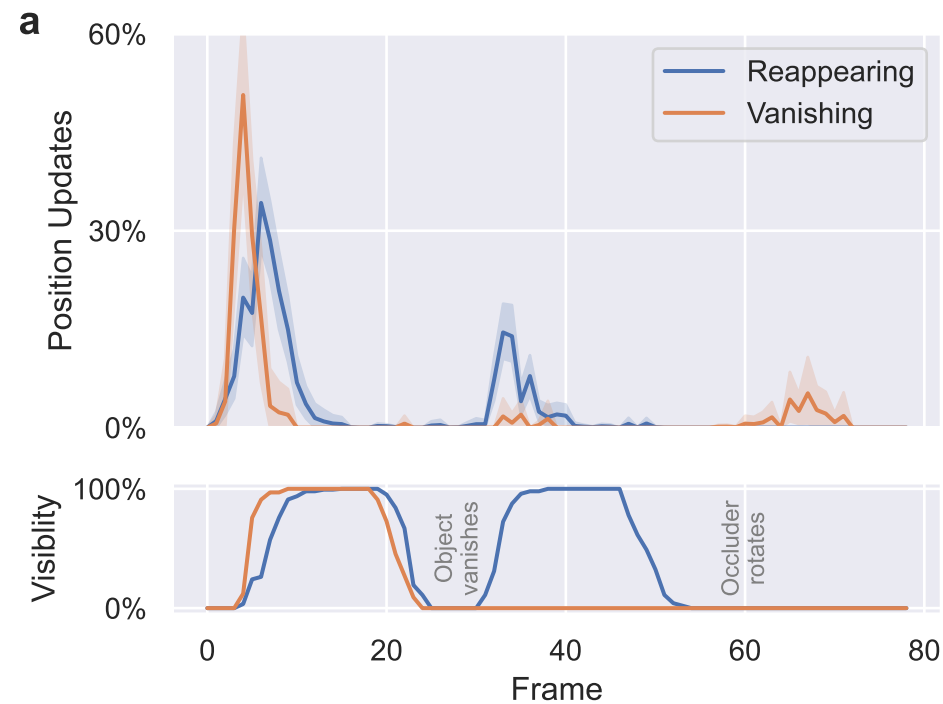 a
60%
30%
0%
Position Updates
Reappearing
Vanishing
100%
0%
Visiblity
Object
vanishes
Occluder
rotates
0 20 40 60 80
Frame